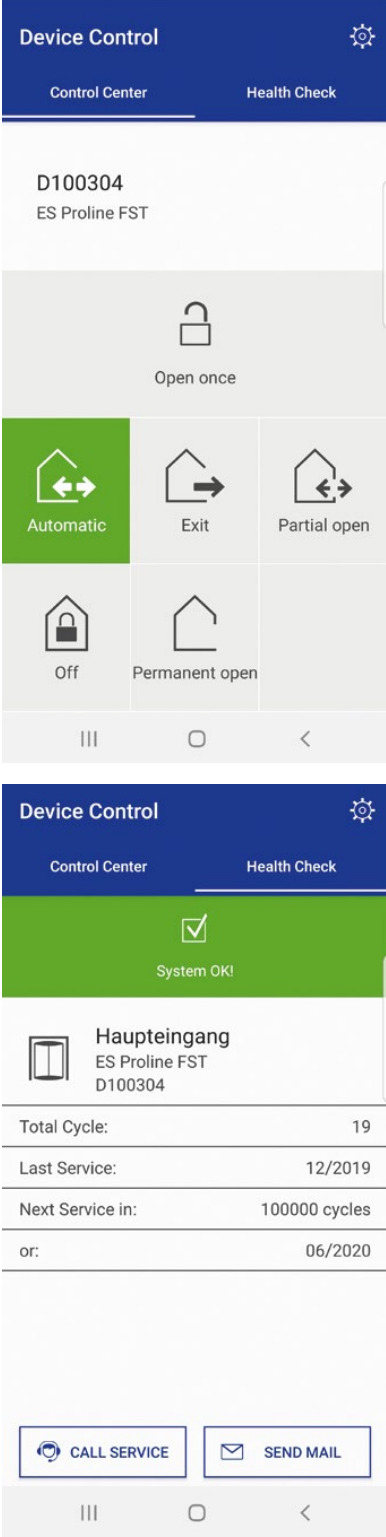 Device Control
Control Center Health Check
D100304
ES Proline FST
Open once
Automatic Exit Partial open
Off Permanent open
Device Control
Control Center Health Check
System OK!
Haupteingang
ES Proline FST
D100304
Total Cycle: 19
Last Service: 12/2019
Next Service in: 100000 cycles
or: 06/2020
CALL SERVICE SEND MAIL